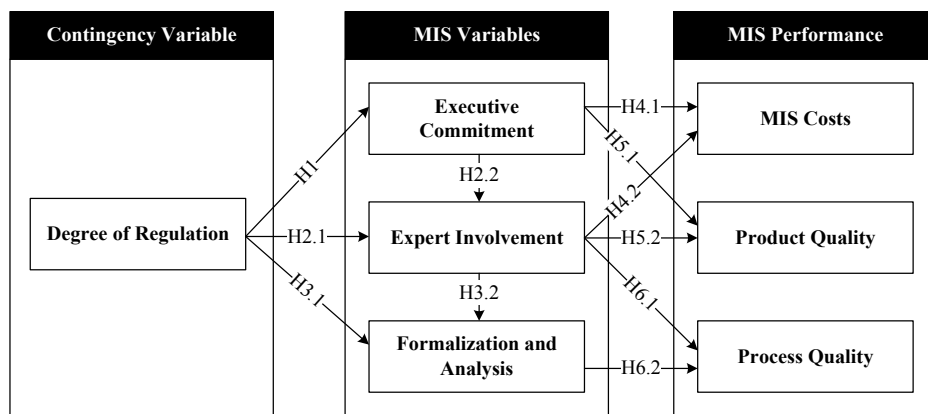 Contingency Variable
MIS Variables
MIS Performance
Executive
Commitment
H4.1
MIS Costs
H1
H2.2
H5.1
H4.2
Degree of Regulation
H2.1
Expert Involvement
H5.2
Product Quality
H3.1
H3.2
H6.1
Formalization and
Analysis
H6.2
Process Quality